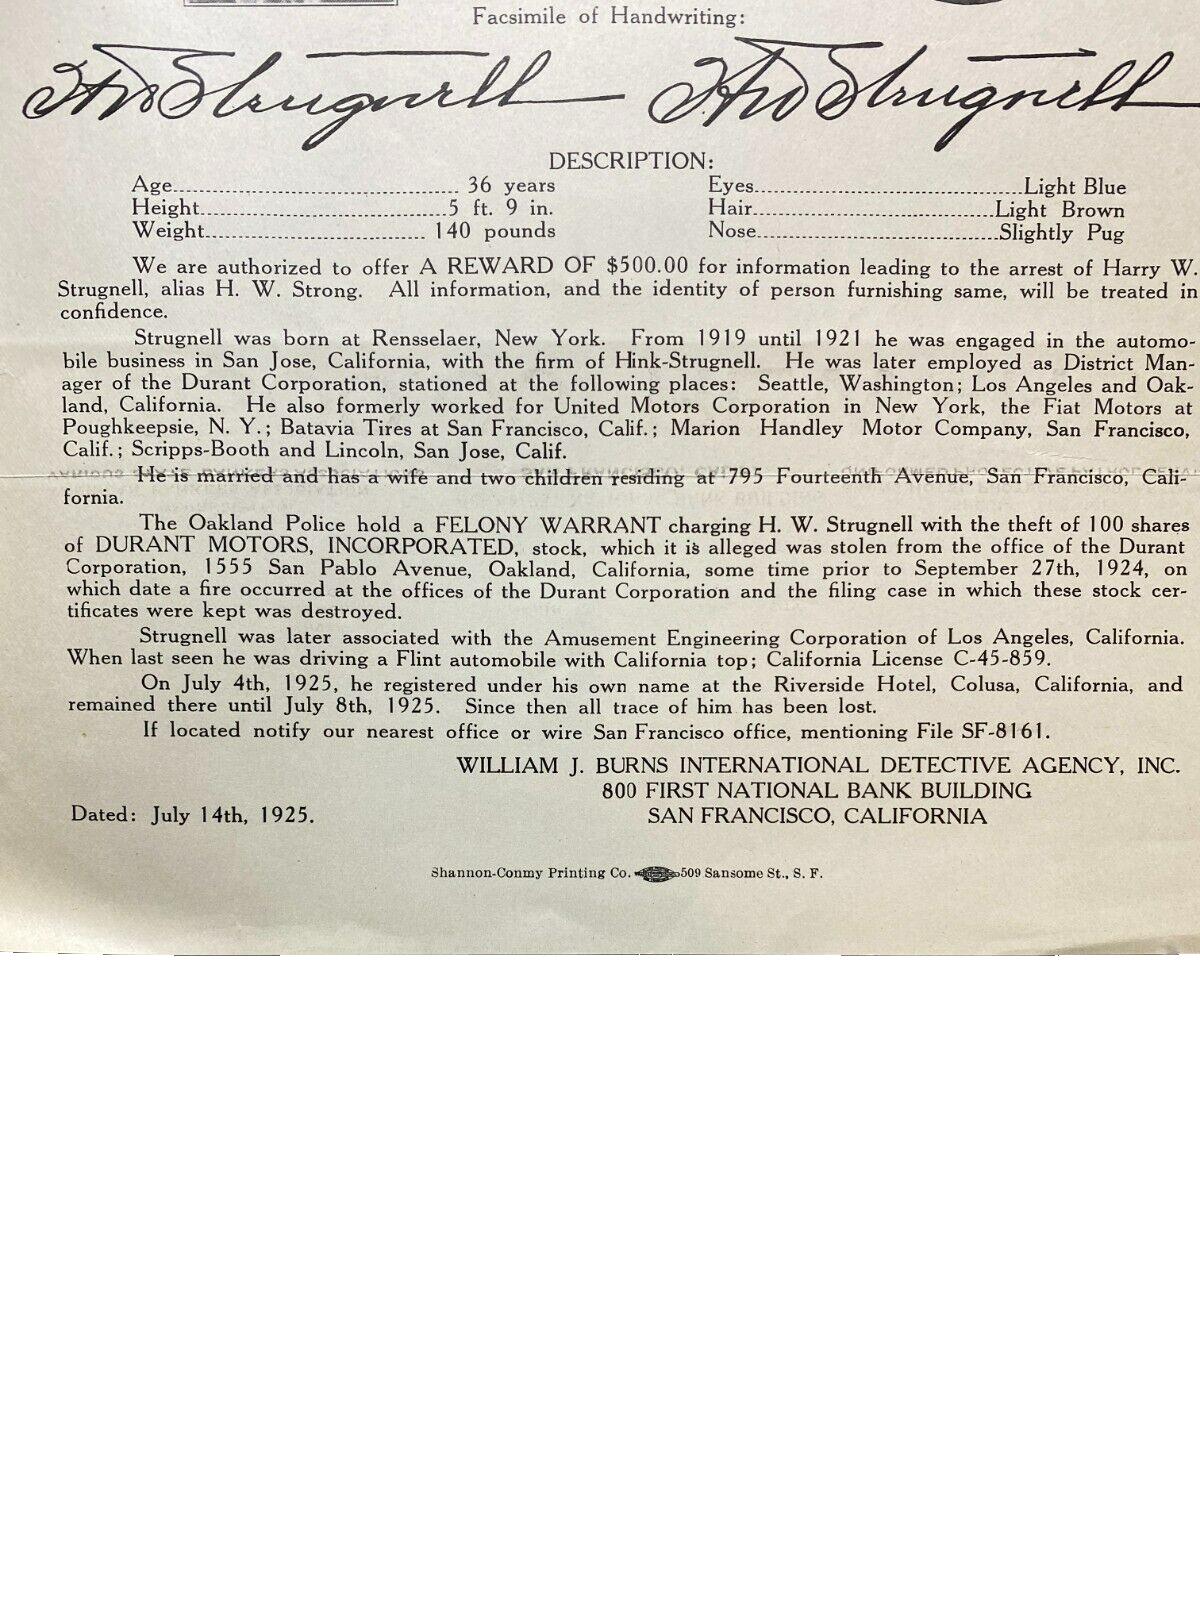 Facsimile of Handwriting:
HW Strugnell HW Strugnell
DESCRIPTION:
Age 36 years Eyes Light Blue
Height 5 ft. 9 in. Hair Light Brown
Weight 140 pounds Nose Slightly Pug
We are authorized to offer A REWARD OF $500.00 for information leading to the arrest of Harry W.
Strugnell, alias H. W. Strong. All information, and the identity of person furnishing same, will be treated in
confidence.
Strugnell was born at Rensselaer, New York. From 1919 until 1921 he was engaged in the automo-
bile business in San Jose, California, with the firm of Hink-Strugnell. He was later employed as District Man-
ager of the Durant Corporation, stationed at the following places: Seattle, Washington; Los Angeles and Oak-
land, California. He also formerly worked for United Motors Corporation in New York, the Fiat Motors at
Poughkeepsie, N. Y.; Batavia Tires at San Francisco, Calif.; Marion Handley Motor Company, San Francisco,
Calif.; Scripps-Booth and Lincoln, San Jose, Calif.
He is married and has a wife and two children residing at 795 Fourteenth Avenue, San Francisco, Cali-
fornia.
The Oakland Police hold a FELONY WARRANT charging H. W. Strugnell with the theft of 100 shares
of DURANT MOTORS, INCORPORATED, stock, which it is alleged was stolen from the office of the Durant
Corporation, 1555 San Pablo Avenue, Oakland, California, some time prior to September 27th, 1924, on
which date a fire occurred at the offices of the Durant Corporation and the filing case in which these stock cer-
tificates were kept was destroyed.
Strugnell was later associated with the Amusement Engineering Corporation of Los Angeles, California.
When last seen he was driving a Flint automobile with California top; California License C-45-859.
On July 4th, 1925, he registered under his own name at the Riverside Hotel, Colusa, California, and
remained there until July 8th, 1925. Since then all trace of him has been lost.
If located notify our nearest office or wire San Francisco office, mentioning File SF-8161.
WILLIAM J. BURNS INTERNATIONAL DETECTIVE AGENCY, INC.
800 FIRST NATIONAL BANK BUILDING
Dated: July 14th, 1925. SAN FRANCISCO, CALIFORNIA
Shannon-Conmy Printing Co. 509 Sansome St., S. F.